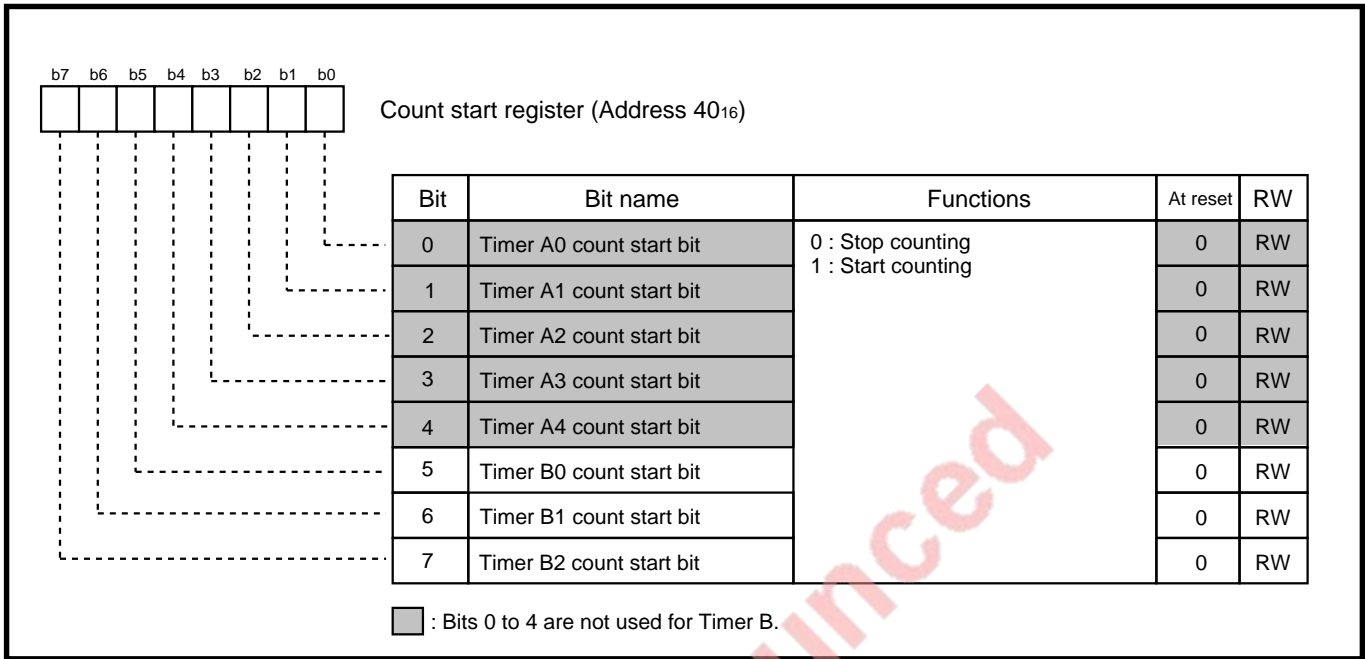 b7 b6 b5 b4 b3 b2 b1 b0
Count start register (Address 40₁₆)
Bit Bit name Functions At reset RW
0 Timer A0 count start bit 0 : Stop counting 0 RW
1 : Start counting
1 Timer A1 count start bit 0 RW
2 Timer A2 count start bit 0 RW
3 Timer A3 count start bit 0 RW
4 Timer A4 count start bit 0 RW
5 Timer B0 count start bit 0 RW
6 Timer B1 count start bit 0 RW
7 Timer B2 count start bit 0 RW
: Bits 0 to 4 are not used for Timer B.